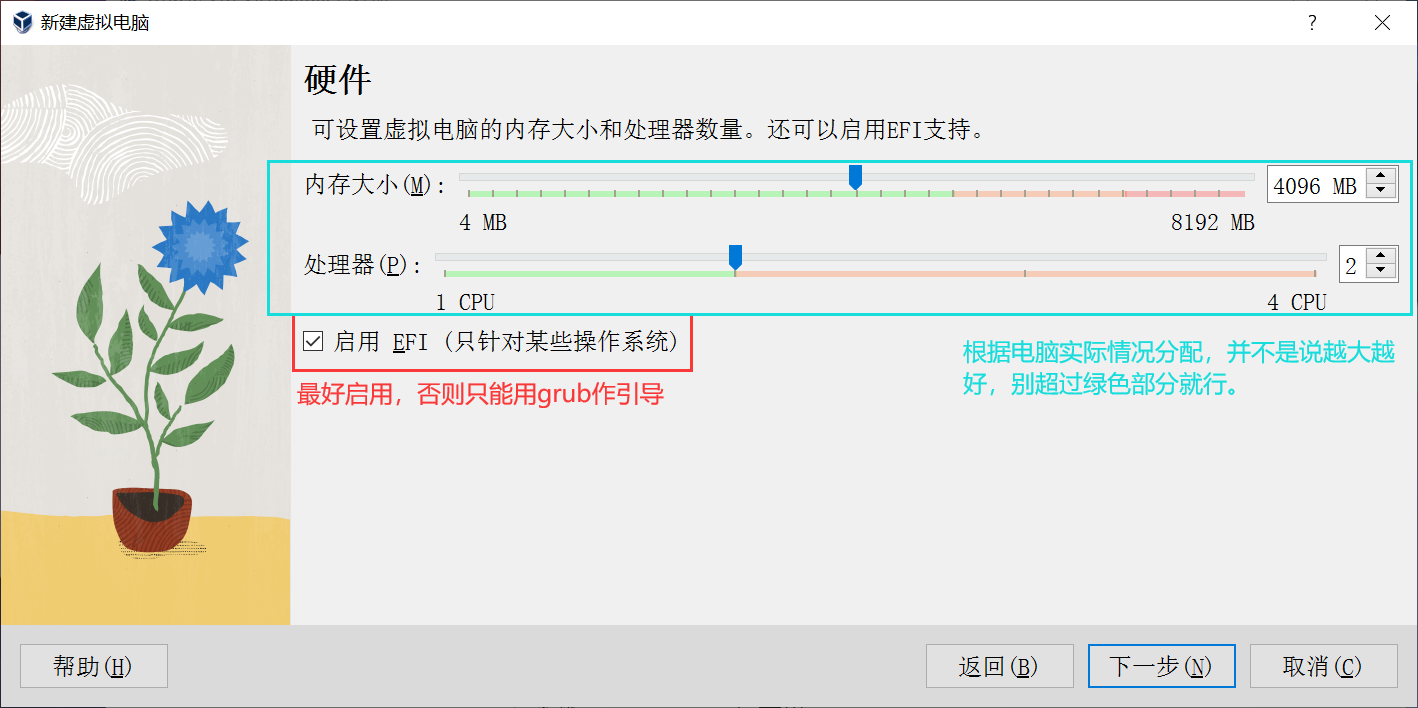 新建虚拟电脑
?
硬件
可设置虚拟电脑的内存大小和处理器数量。还可以启用EFI支持。
内存大小(M):
4096 MB
4 MB
8192 MB
处理器(P):
2
1 CPU
4 CPU
启用 EFI (只针对某些操作系统)
最好启用，否则只能用grub作引导
根据电脑实际情况分配，并不是说越大越
好，别超过绿色部分就行。
帮助(H)
返回(B)
下一步(N)
取消(C)